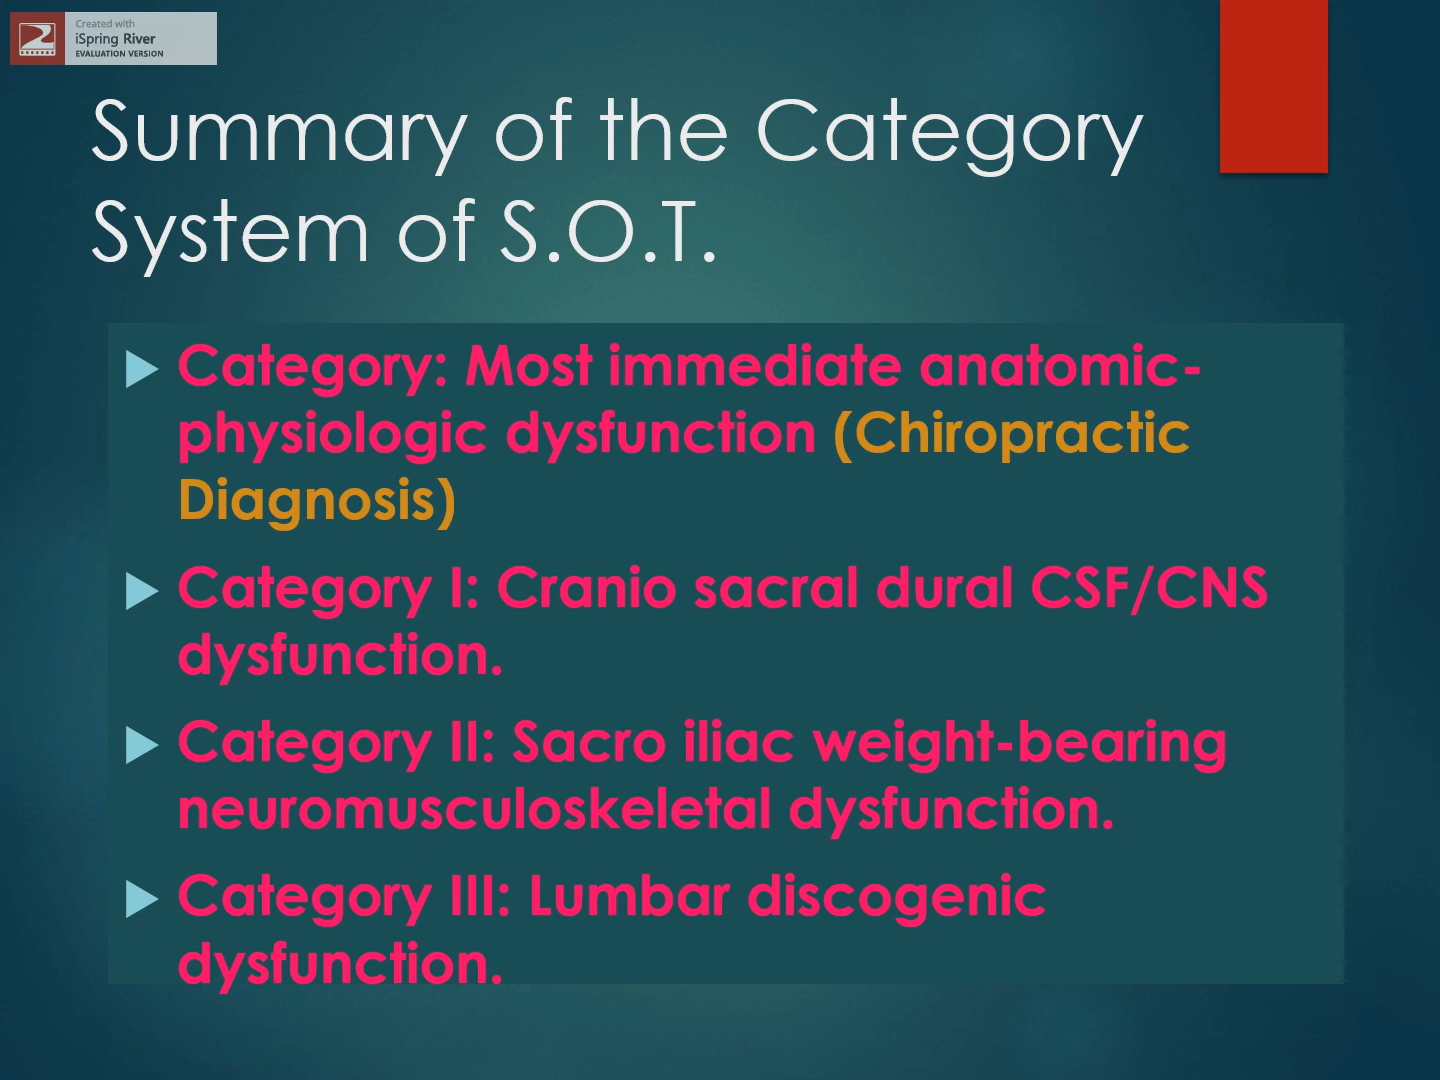 Created with
iSpring River
EVALUATION VERSION
Summary of the Category
System of S.O.T.
Category: Most immediate anatomic-
physiologic dysfunction (Chiropractic
Diagnosis)
Category I: Cranio sacral dural CSF/CNS
dysfunction.
Category II: Sacro iliac weight-bearing
neuromusculoskeletal dysfunction.
Category III: Lumbar discogenic
dysfunction.